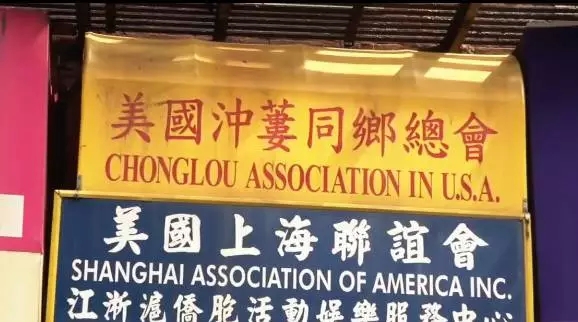 美國沖蔞同鄉總會
CHONGLOU ASSOCIATION IN U.S.A.
美國上海聯誼會
SHANGHAI ASSOCIATION OF AMERICA INC.
江浙滬僑胞活動娛樂服務中心